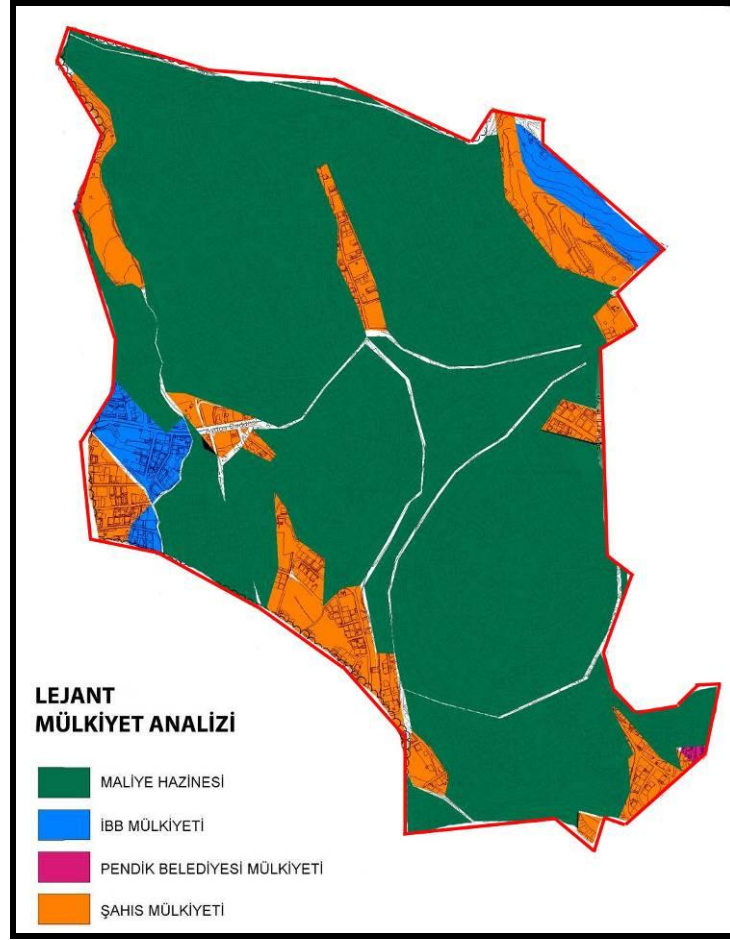 LEJANT
MÜLKİYET ANALİZİ
MALİYE HAZİNESİ
İBB MÜLKİYETİ
PENDİK BELEDİYESİ MÜLKİYETİ
ŞAHIS MÜLKİYETİ